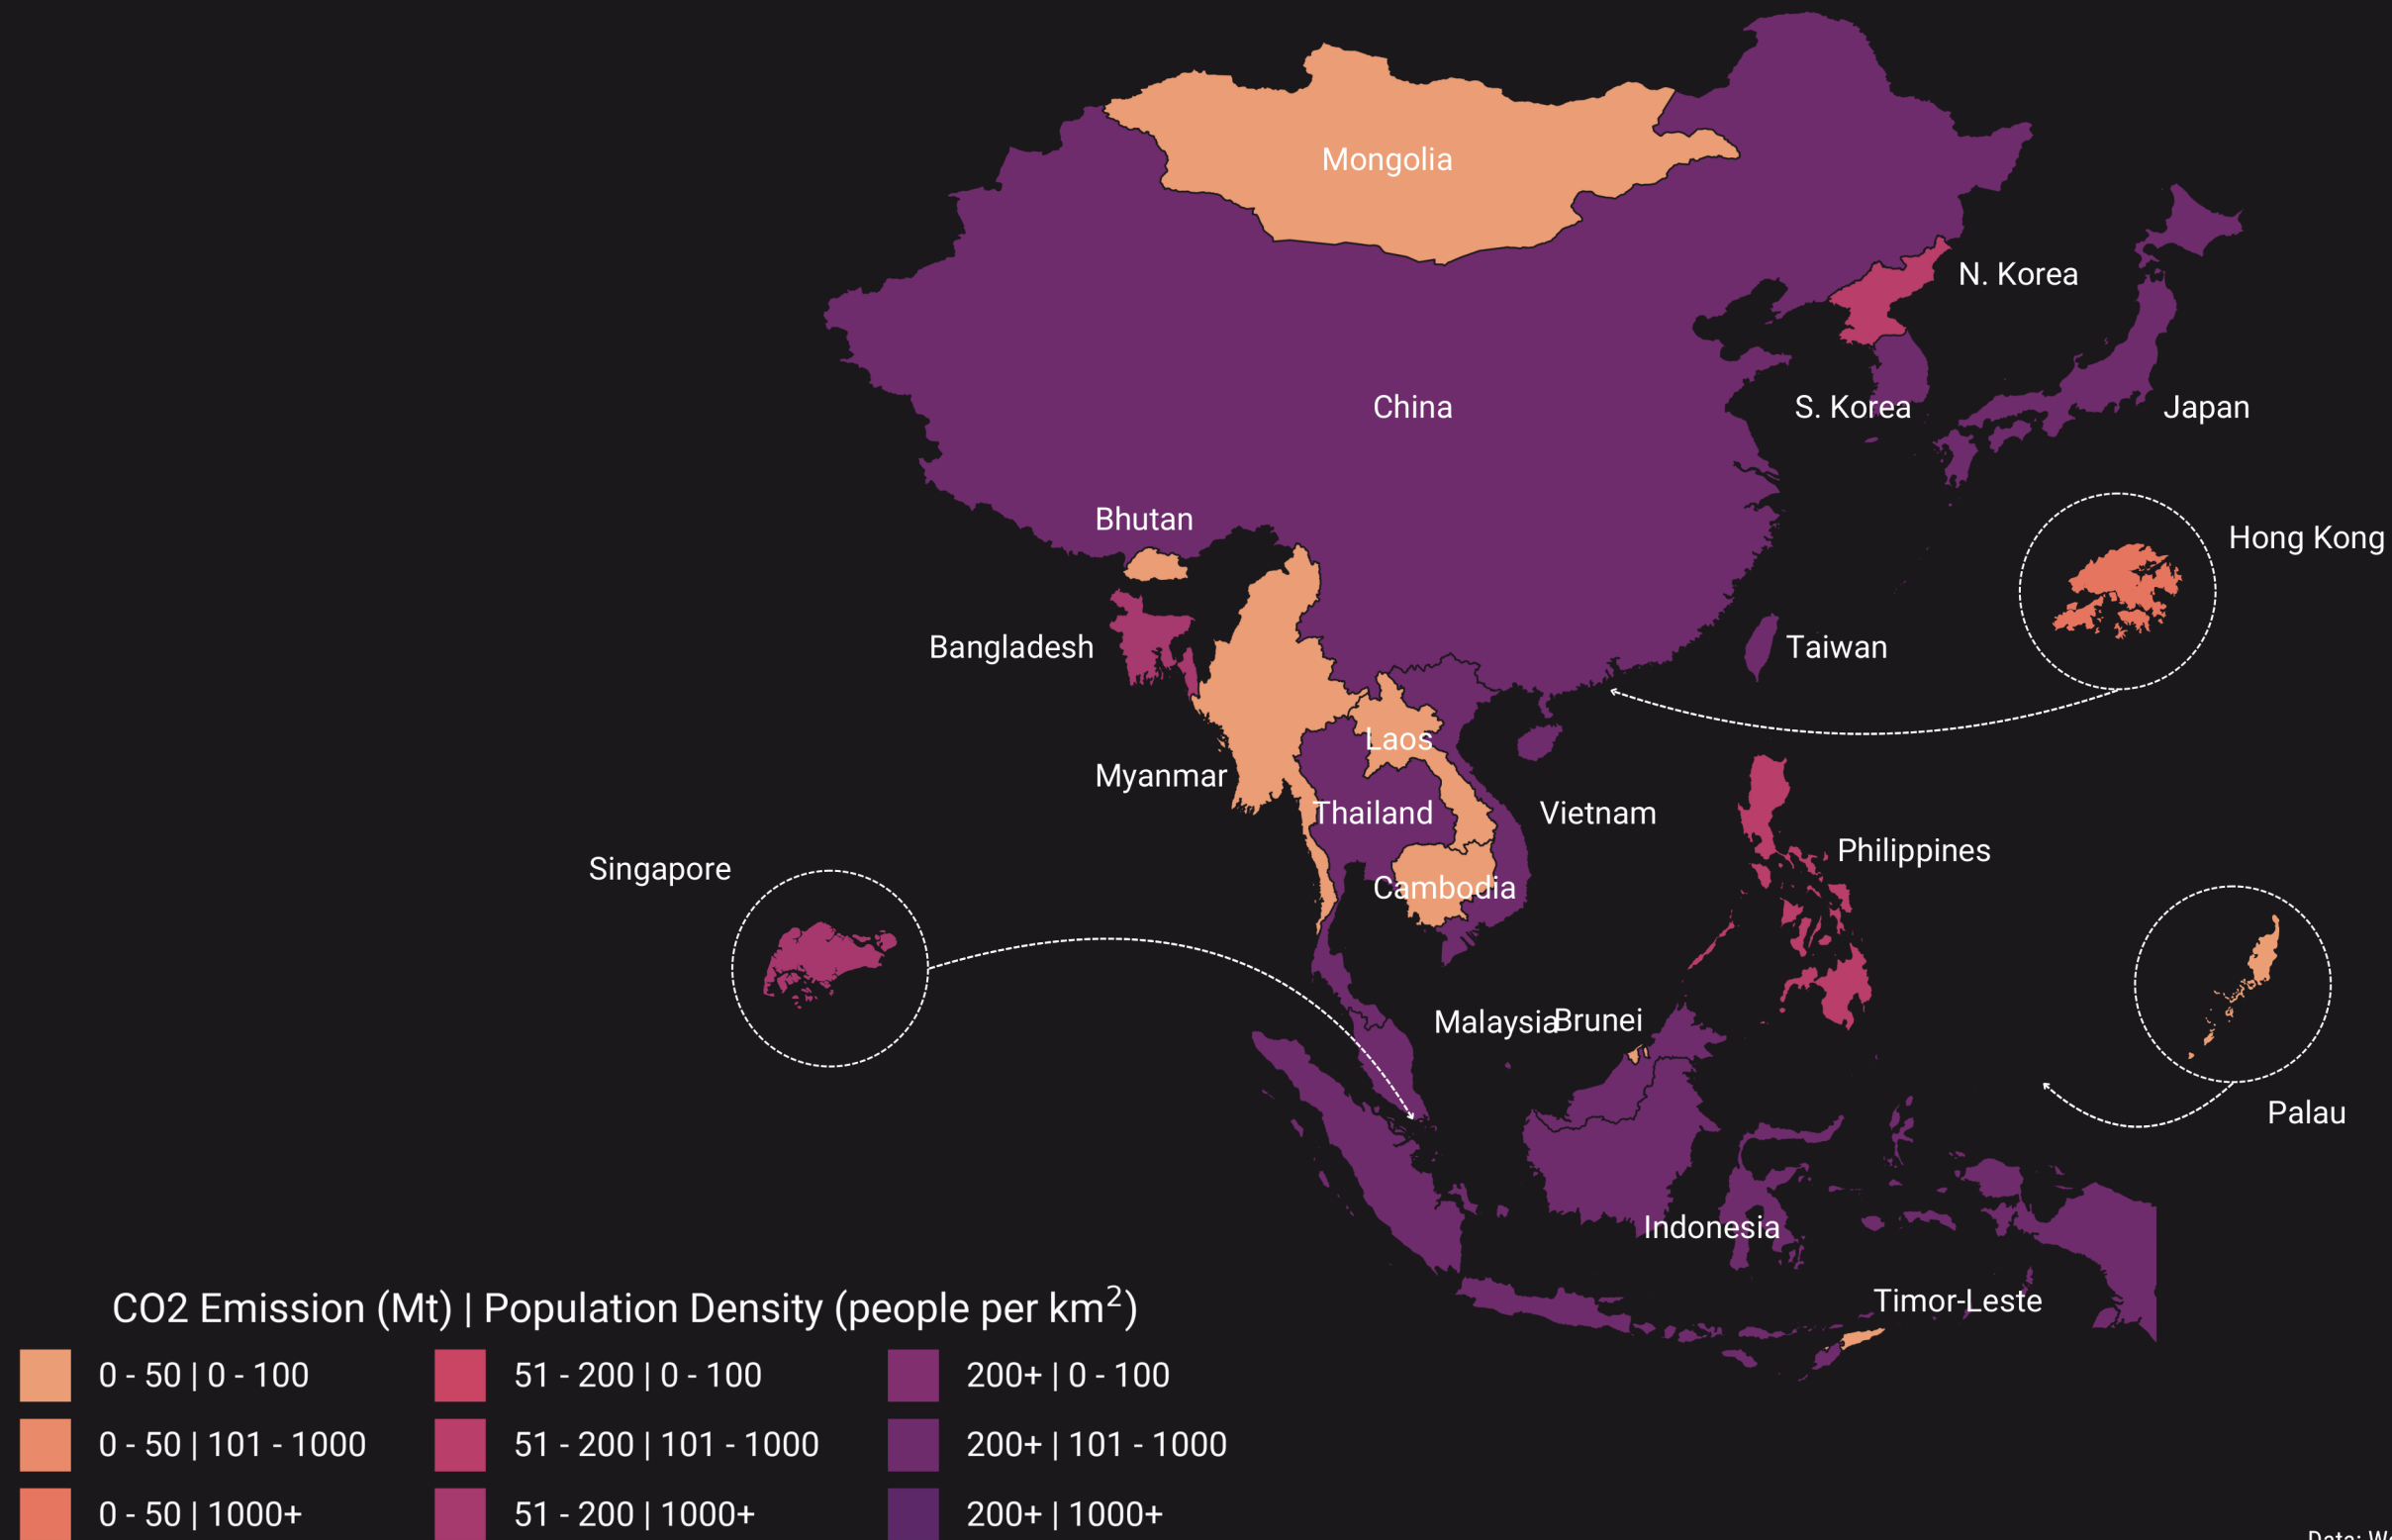 Mongolia
N. Korea
China
S. Korea
Japan
Bhutan
Hong Kong
Bangladesh
Taiwan
Laos
Myanmar
Thailand
Vietnam
Philippines
Singapore
Cambodia
Malaysia
Brunei
Palau
Indonesia
Timor-Leste
CO2 Emission (Mt) | Population Density (people per km²)
0 - 50 | 0 - 100
51 - 200 | 0 - 100
200+ | 0 - 100
0 - 50 | 101 - 1000
51 - 200 | 101 - 1000
200+ | 101 - 1000
0 - 50 | 1000+
51 - 200 | 1000+
200+ | 1000+
Data: